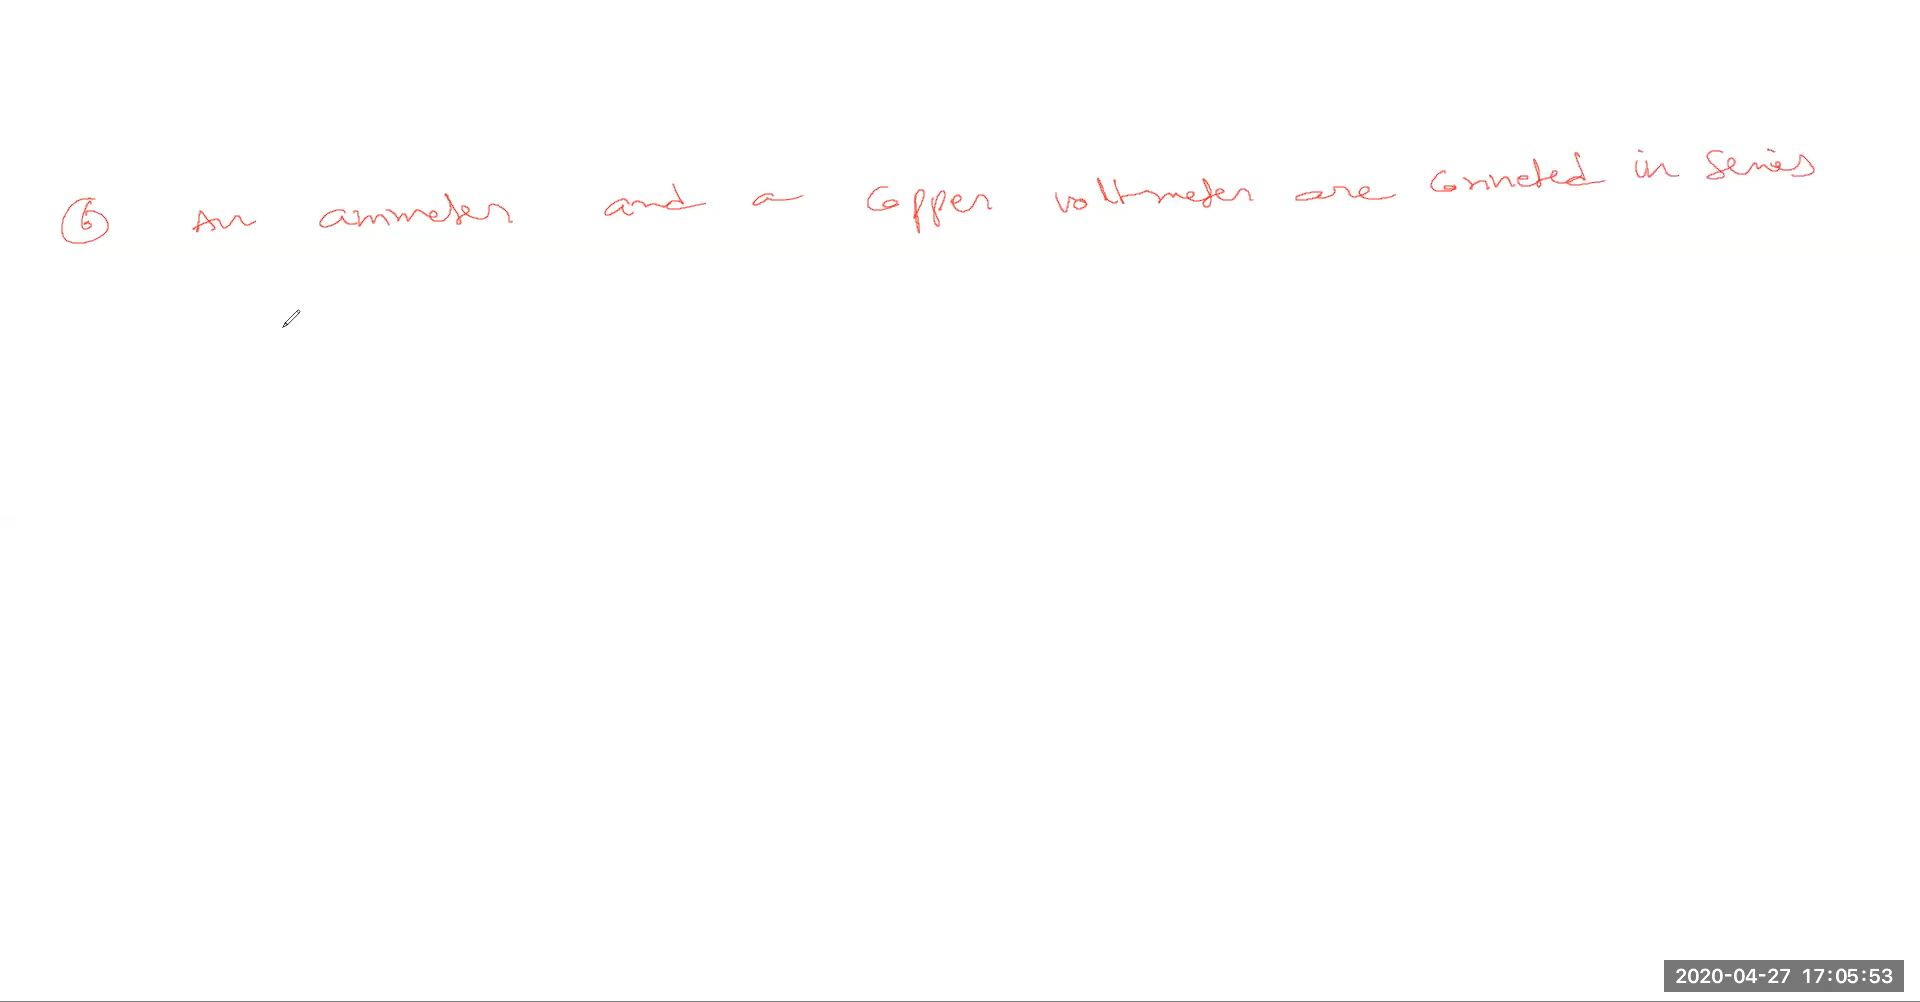 ⑥ An ammeter and a Copper voltmeter are Connected in Series
2020-04-27 17:05:53